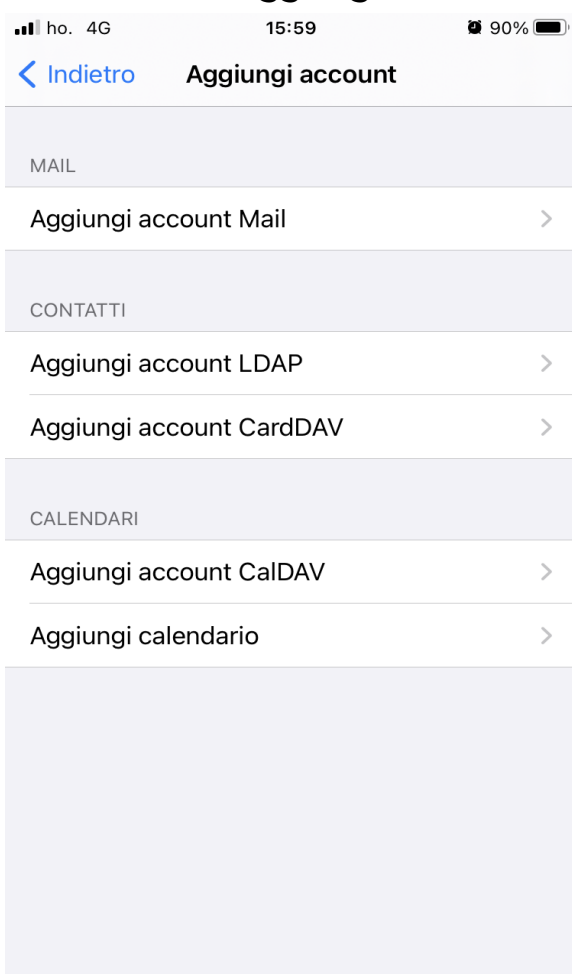 ho. 4G 15:59 90%
Indietro Aggiungi account
MAIL
Aggiungi account Mail
CONTATTI
Aggiungi account LDAP
Aggiungi account CardDAV
CALENDARI
Aggiungi account CalDAV
Aggiungi calendario